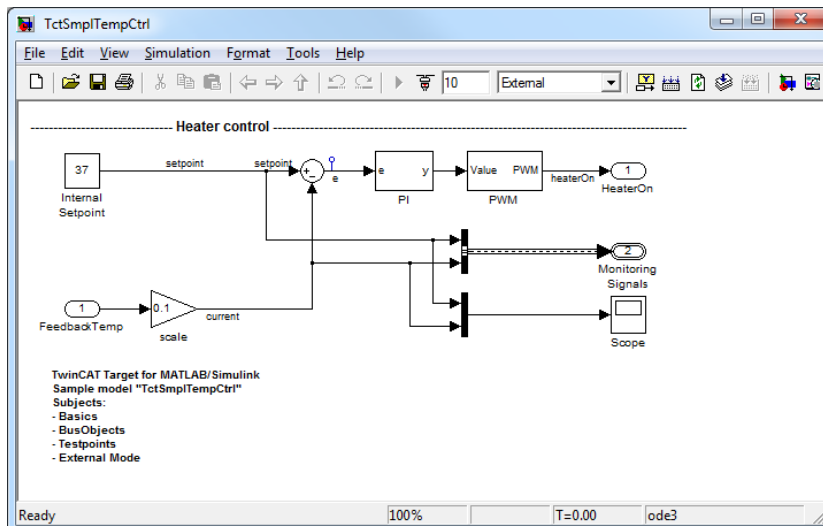 TctSmplTempCtrl
File Edit View Simulation Format Tools Help
10 External
Heater control
37 setpoint setpoint + - e e y Value PWM heaterOn 1
Internal
Setpoint
PI
PWM
HeaterOn
2
Monitoring
Signals
1 0.1 current
FeedbackTemp
scale
Scope
TwinCAT Target for MATLAB/Simulink
Sample model "TctSmplTempCtrl"
Subjects:
- Basics
- BusObjects
- Testpoints
- External Mode
Ready 100% T=0.00 ode3